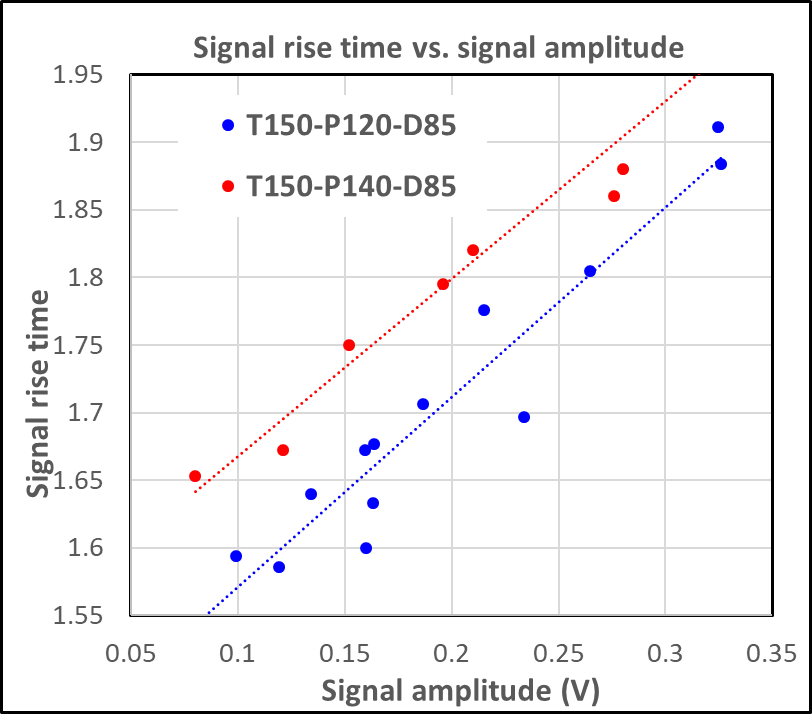 Signal rise time vs. signal amplitude
1.95
T150-P120-D85
1.9
T150-P140-D85
1.85
1.8
1.75
1.7
1.65
1.6
1.55
Signal rise time
0.05 0.1 0.15 0.2 0.25 0.3 0.35
Signal amplitude (V)